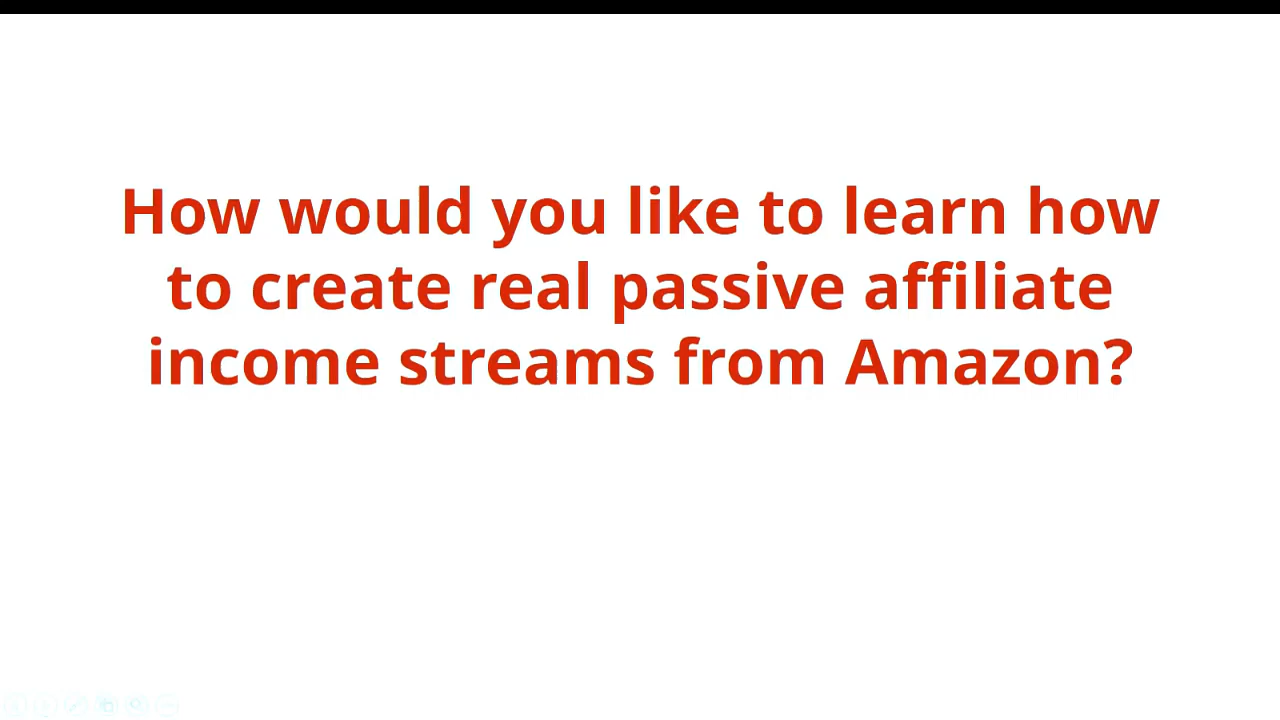 How would you like to learn how
to create real passive affiliate
income streams from Amazon?